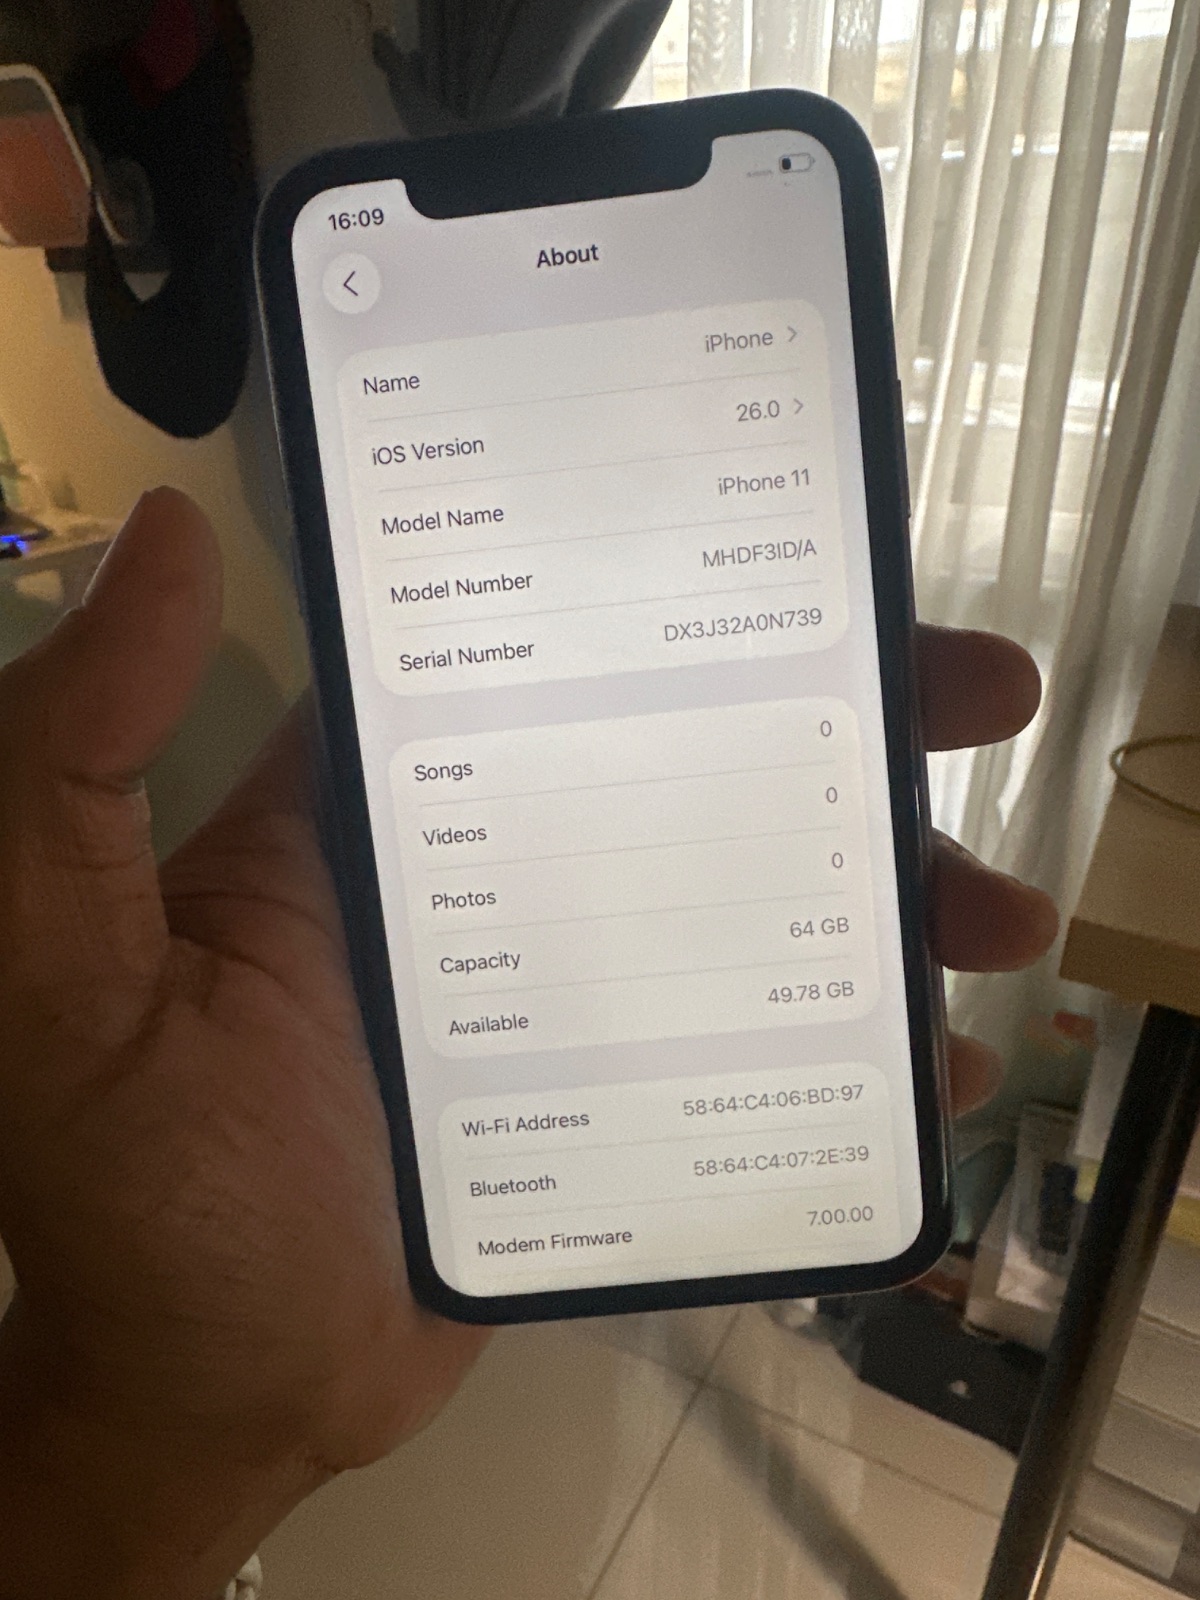 16:09
About
Name iPhone
iOS Version 26.0
Model Name iPhone 11
Model Number MHDF3ID/A
Serial Number DX3J32A0N739
Songs 0
Videos 0
Photos 0
Capacity 64 GB
Available 49.78 GB
Wi-Fi Address 58:64:C4:06:BD:97
Bluetooth 58:64:C4:07:2E:39
Modem Firmware 7.00.00